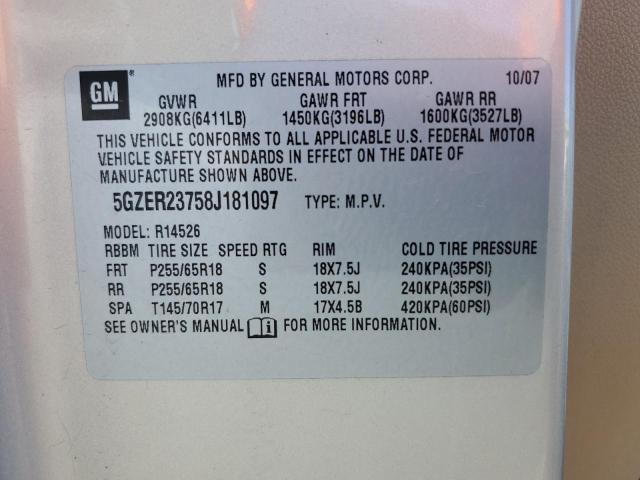 GM ® MFD BY GENERAL MOTORS CORP. 10/07
GVWR GAWR FRT GAWR RR
2908KG(6411LB) 1450KG(3196LB) 1600KG(3527LB)
THIS VEHICLE CONFORMS TO ALL APPLICABLE U.S. FEDERAL MOTOR
VEHICLE SAFETY STANDARDS IN EFFECT ON THE DATE OF
MANUFACTURE SHOWN ABOVE.
5GZER23758J181097 TYPE: M.P.V.
MODEL: R14526
RBBM TIRE SIZE SPEED RTG RIM COLD TIRE PRESSURE
FRT P255/65R18 S 18X7.5J 240KPA(35PSI)
RR P255/65R18 S 18X7.5J 240KPA(35PSI)
SPA T145/70R17 M 17X4.5B 420KPA(60PSI)
SEE OWNER'S MANUAL i FOR MORE INFORMATION.